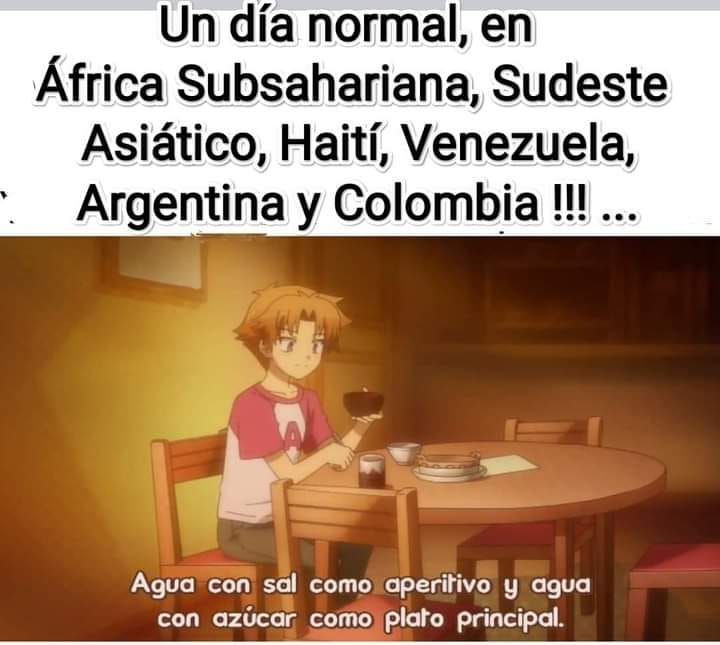 Un día normal, en
África Subsahariana, Sudeste
Asiático, Haití, Venezuela,
Argentina y Colombia !!! ...
A
Agua con sal como aperitivo y agua
con azúcar como plato principal.